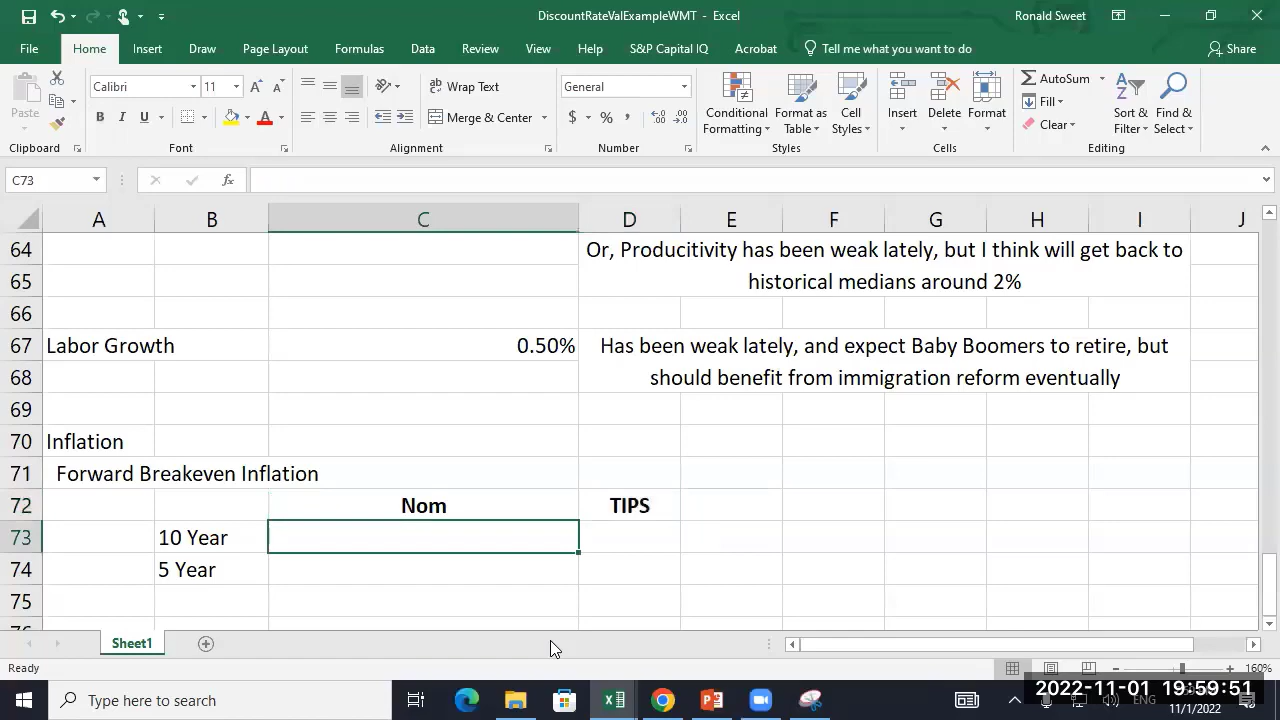 DiscountRateValExampleWMT - Excel
Ronald Sweet
File Home Insert Draw Page Layout Formulas Data Review View Help S&P Capital IQ Acrobat Tell me what you want to do Share
Paste
Calibri 11
B I U
Wrap Text
Merge & Center
General
$ % ,
Conditional Formatting
Format as Table
Cell Styles
Insert
Delete
Format
AutoSum
Fill
Clear
Sort & Filter
Find & Select
Clipboard Font Alignment Number Styles Cells Editing
C73 fx
A B C D E F G H I J
64 Or, Producitivity has been weak lately, but I think will get back to
65 historical medians around 2%
66
67 Labor Growth 0.50% Has been weak lately, and expect Baby Boomers to retire, but
68 should benefit from immigration reform eventually
69
70 Inflation
71 Forward Breakeven Inflation
72 Nom TIPS
73 10 Year
74 5 Year
75
76
Sheet1
Ready 160%
Type here to search
2022-11-01 19:59:51
ENG
11/1/2022